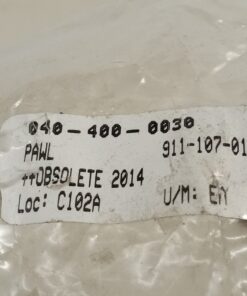 040-400-0030
PAWL 911-107-01
++OBSOLETE 2014
Loc: C102A U/M: EA